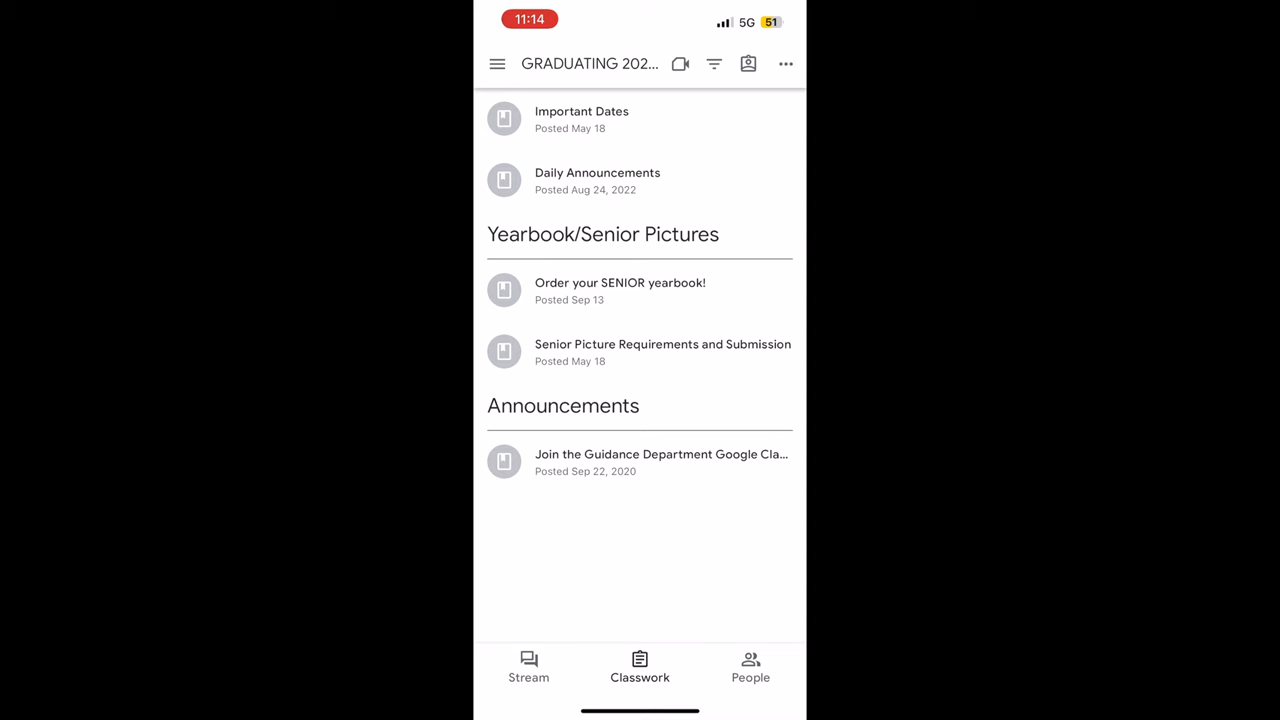 11:14
5G 51
GRADUATING 202...
Important Dates
Posted May 18
Daily Announcements
Posted Aug 24, 2022
Yearbook/Senior Pictures
Order your SENIOR yearbook!
Posted Sep 13
Senior Picture Requirements and Submission
Posted May 18
Announcements
Join the Guidance Department Google Cla...
Posted Sep 22, 2020
Stream
Classwork
People